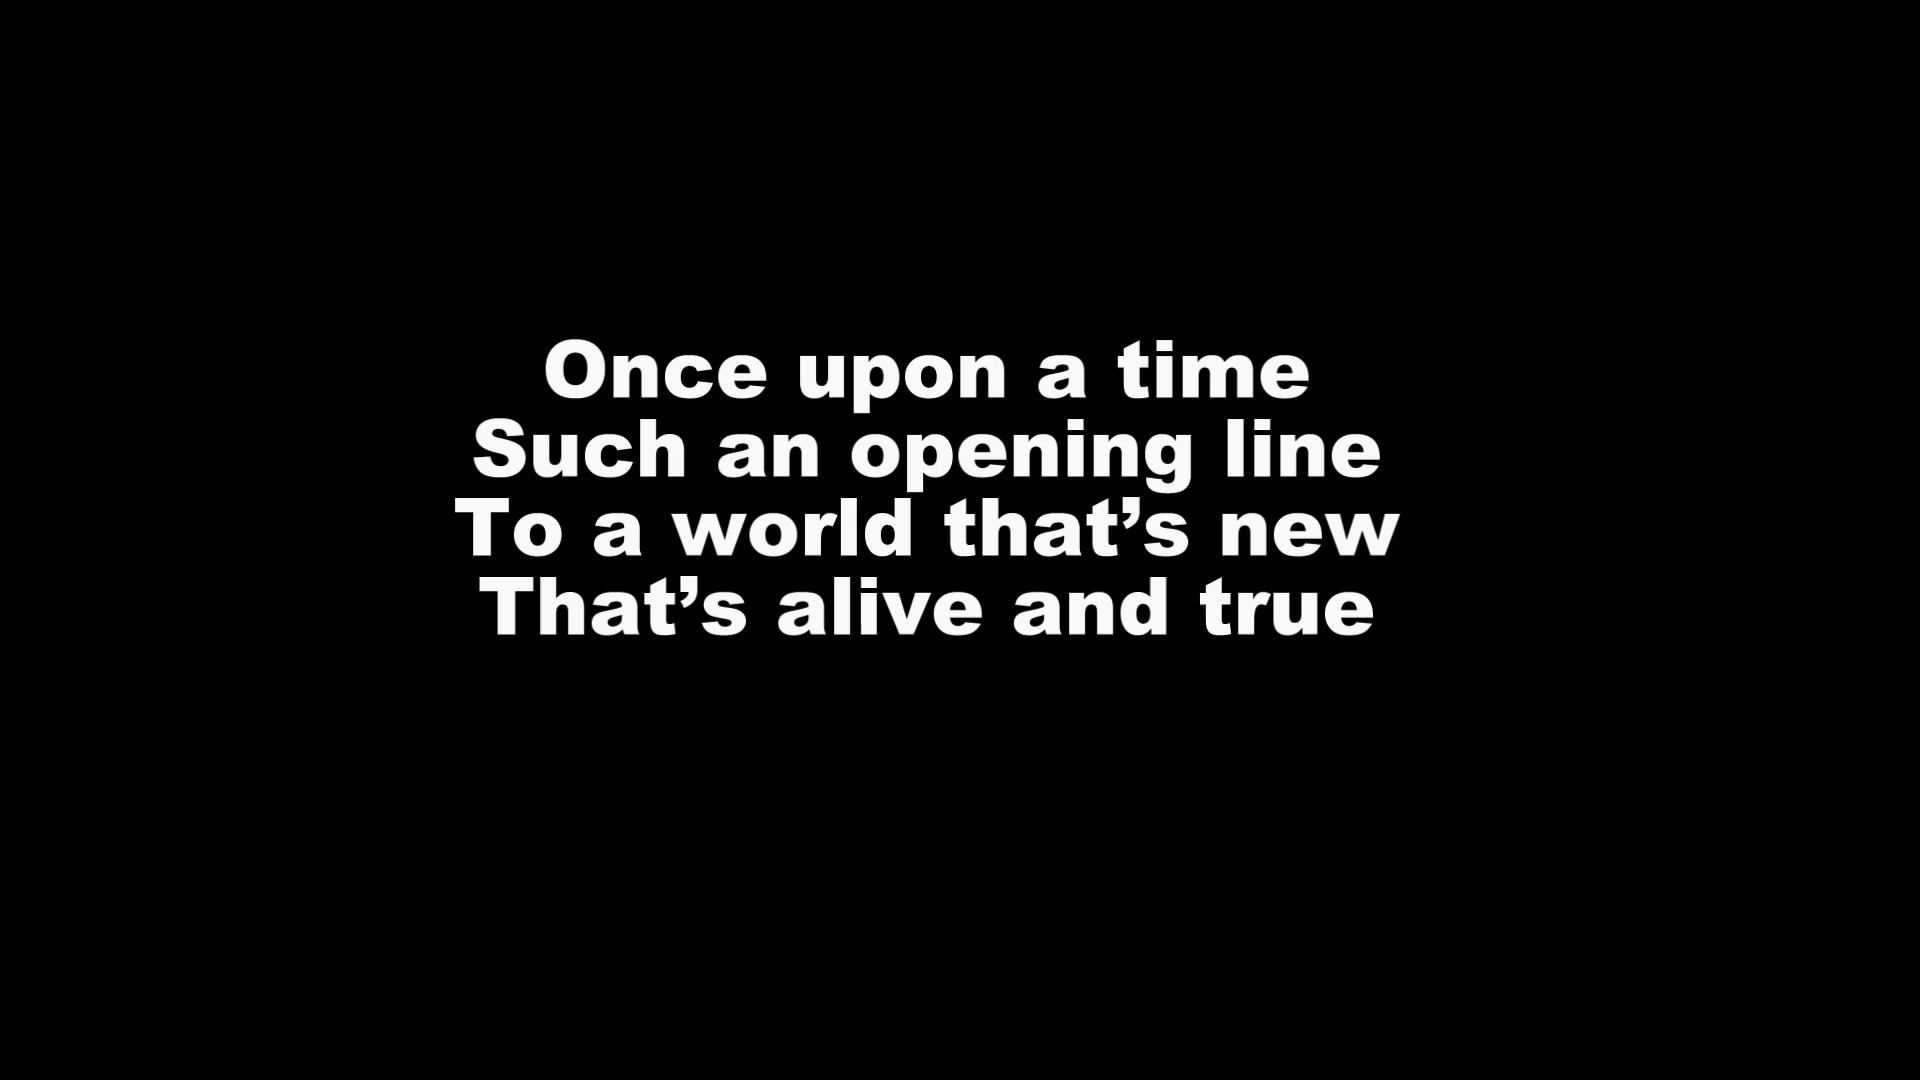 Once upon a time
Such an opening line
To a world that’s new
That’s alive and true